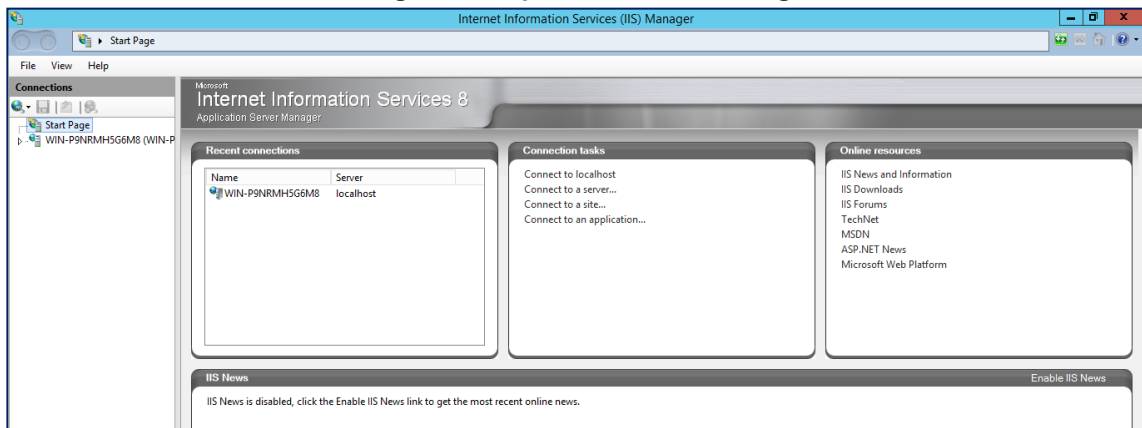 Internet Information Services (IIS) Manager
Start Page
File View Help
Connections
Start Page
WIN-P9NRMH5G6M8 (WIN-P
Microsoft
Internet Information Services 8
Application Server Manager
Recent connections
Name Server
WIN-P9NRMH5G6M8 localhost
Connection tasks
Connect to localhost
Connect to a server...
Connect to a site...
Connect to an application...
Online resources
IIS News and Information
IIS Downloads
IIS Forums
TechNet
MSDN
ASP.NET News
Microsoft Web Platform
IIS News
Enable IIS News
IIS News is disabled, click the Enable IIS News link to get the most recent online news.